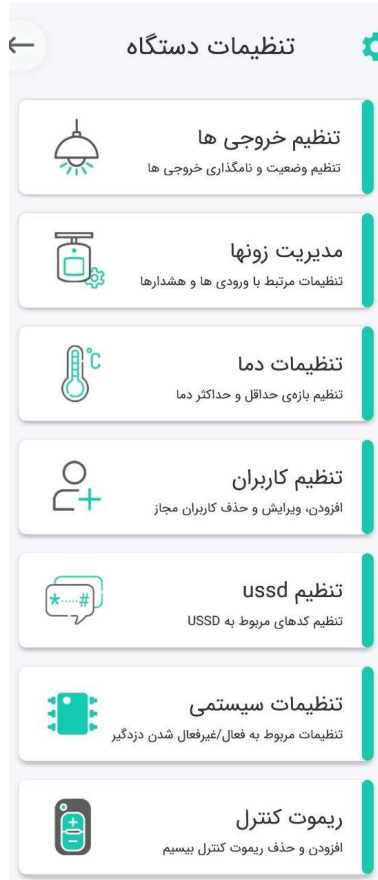 تنظیمات دستگاه
تنظیم خروجی ها
تنظیم وضعیت و نامگذاری خروجی ها
مدیریت زونها
تنظیمات مرتبط با ورودی ها و هشدارها
تنظیمات دما
°C
تنظیم بازه‌ی حداقل و حداکثر دما
تنظیم کاربران
افزودن، ویرایش و حذف کاربران مجاز
تنظیم ussd
*.....#
تنظیم کدهای مربوط به USSD
تنظیمات سیستمی
تنظیمات مربوط به فعال/غیرفعال شدن دزدگیر
ریموت کنترل
افزودن و حذف ریموت کنترل بیسیم